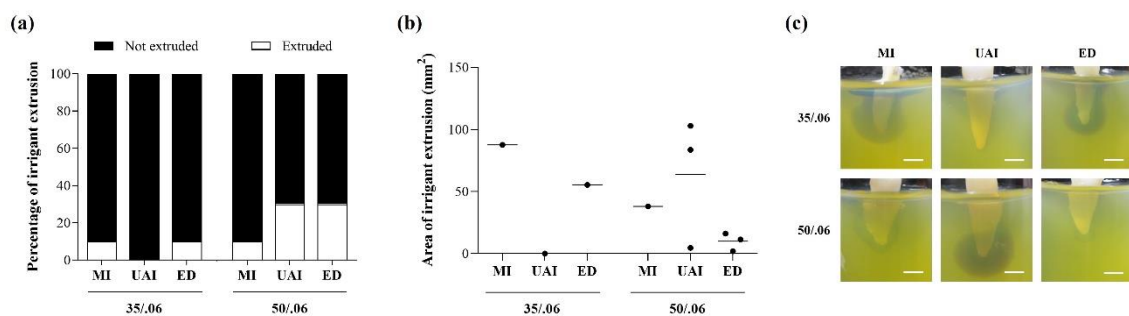 (a)
Not extruded
Extruded
Percentage of irrigant extrusion
100
80
60
40
20
0
MI UAI ED MI UAI ED
35/.06 50/.06
(b)
Area of irrigant extrusion (mm²)
150
100
50
0
MI UAI ED MI UAI ED
35/.06 50/.06
(c)
MI UAI ED
35/.06
50/.06